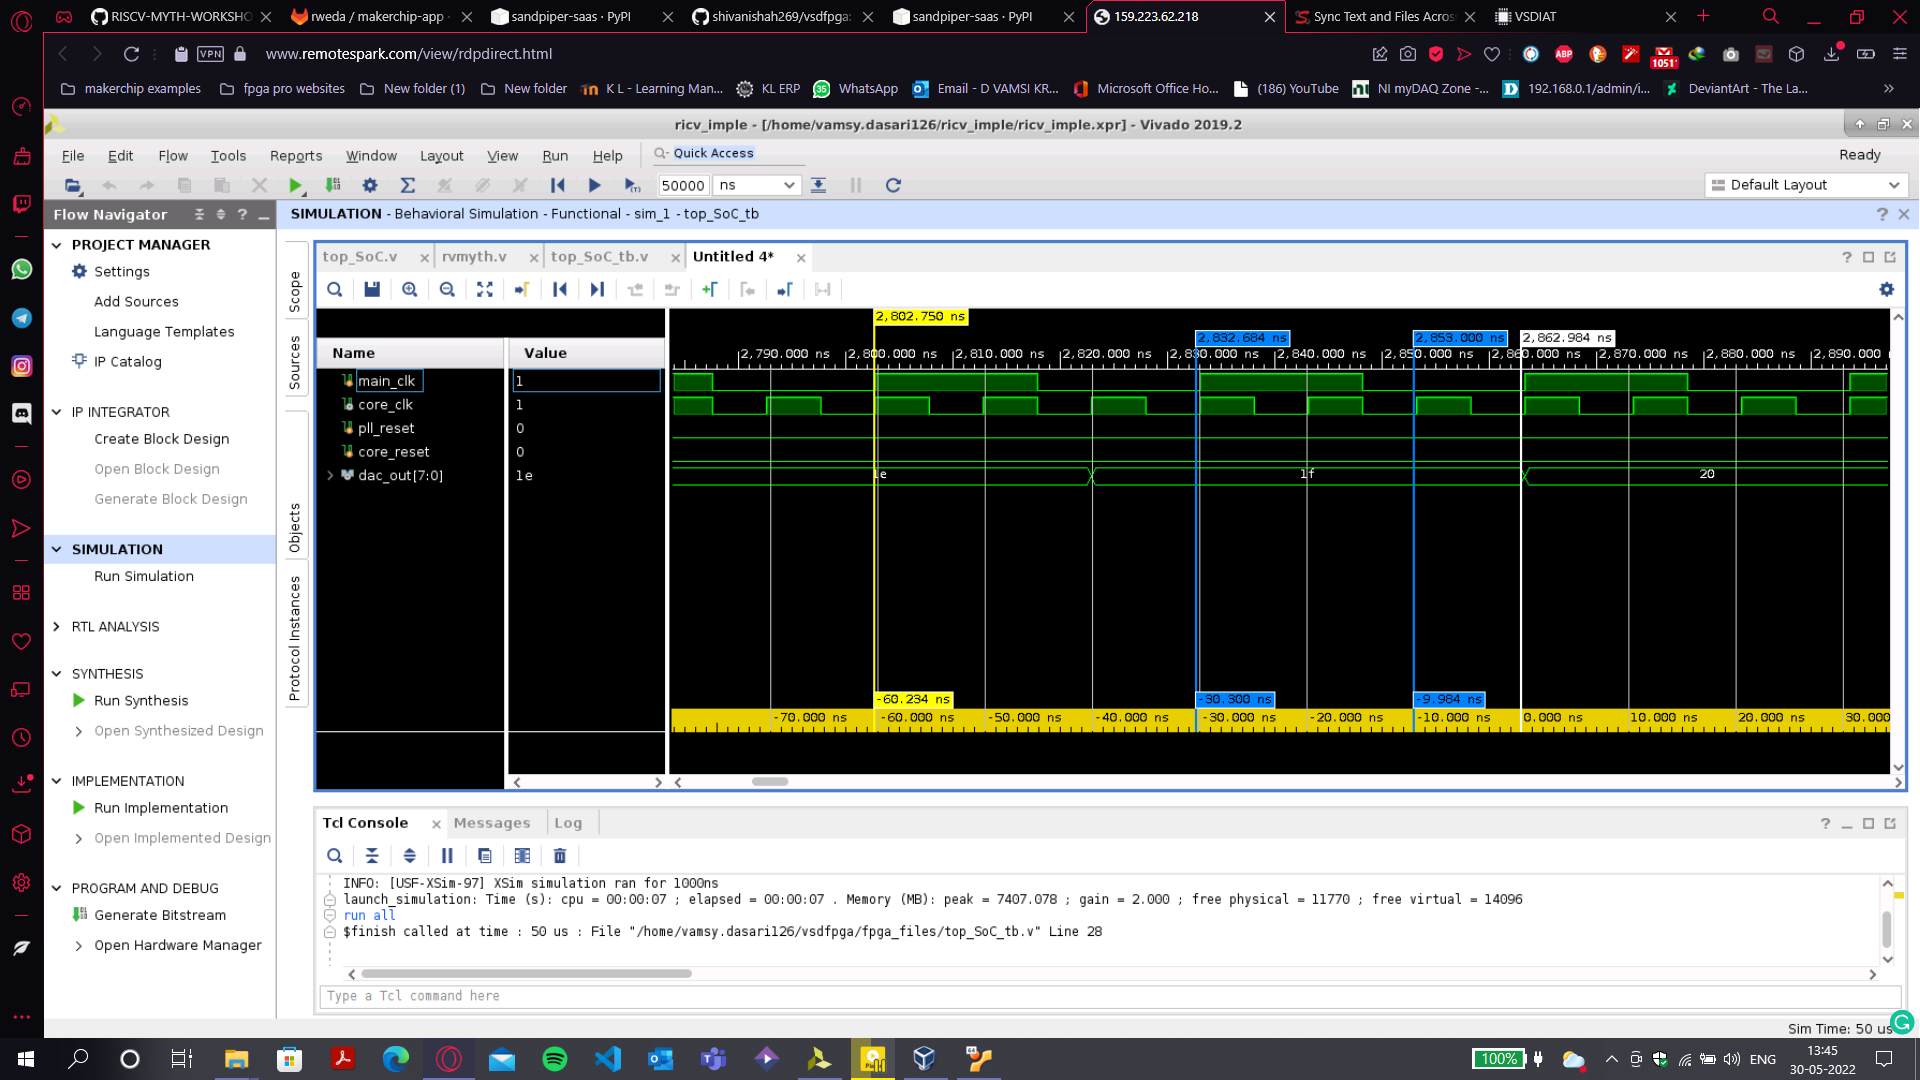 RISCV-MYTH-WORKSHO
rweda / makerchip-app ·
sandpiper-saas · PyPI
shivanishah269/vsdfpga:
sandpiper-saas · PyPI
159.223.62.218
Sync Text and Files Acros
VSDIAT
VPN
www.remotespark.com/view/rdpdirect.html
ABP
1051
makerchip examples
fpga pro websites
New folder (1)
New folder
K L - Learning Man...
KL ERP
35
WhatsApp
Email - D VAMSI KR...
Microsoft Office Ho...
(186) YouTube
NI myDAQ Zone -...
192.168.0.1/admin/i...
DeviantArt - The La...
ricv_imple - [/home/vamsy.dasari126/ricv_imple/ricv_imple.xpr] - Vivado 2019.2
File Edit Flow Tools Reports Window Layout View Run Help
Quick Access
Ready
50000 ns
Default Layout
Flow Navigator
SIMULATION - Behavioral Simulation - Functional - sim_1 - top_SoC_tb
PROJECT MANAGER
Settings
Add Sources
Language Templates
IP Catalog
IP INTEGRATOR
Create Block Design
Open Block Design
Generate Block Design
SIMULATION
Run Simulation
RTL ANALYSIS
SYNTHESIS
Run Synthesis
Open Synthesized Design
IMPLEMENTATION
Run Implementation
Open Implemented Design
PROGRAM AND DEBUG
Generate Bitstream
Open Hardware Manager
Scope
Sources
Objects
Protocol Instances
top_SoC.v
rvmyth.v
top_SoC_tb.v
Untitled 4*
2,802.750 ns
2,832.684 ns
2,853.000 ns
2,862.984 ns
Name Value
2,790.000 ns 2,800.000 ns 2,810.000 ns 2,820.000 ns 2,830.000 ns 2,840.000 ns 2,850.000 ns 2,860.000 ns 2,870.000 ns 2,880.000 ns 2,890.000
main_clk 1
core_clk 1
pll_reset 0
core_reset 0
dac_out[7:0] 1e
1e 1f 20
-60.234 ns
-30.300 ns
-9.984 ns
-70.000 ns -60.000 ns -50.000 ns -40.000 ns -30.000 ns -20.000 ns -10.000 ns 0.000 ns 10.000 ns 20.000 ns 30.000
Tcl Console
Messages
Log
INFO: [USF-XSim-97] XSim simulation ran for 1000ns
launch_simulation: Time (s): cpu = 00:00:07 ; elapsed = 00:00:07 . Memory (MB): peak = 7407.078 ; gain = 2.000 ; free physical = 11770 ; free virtual = 14096
run all
$finish called at time : 50 us : File "/home/vamsy.dasari126/vsdfpga/fpga_files/top_SoC_tb.v" Line 28
Type a Tcl command here
Sim Time: 50 us
100%
ENG
13:45
30-05-2022